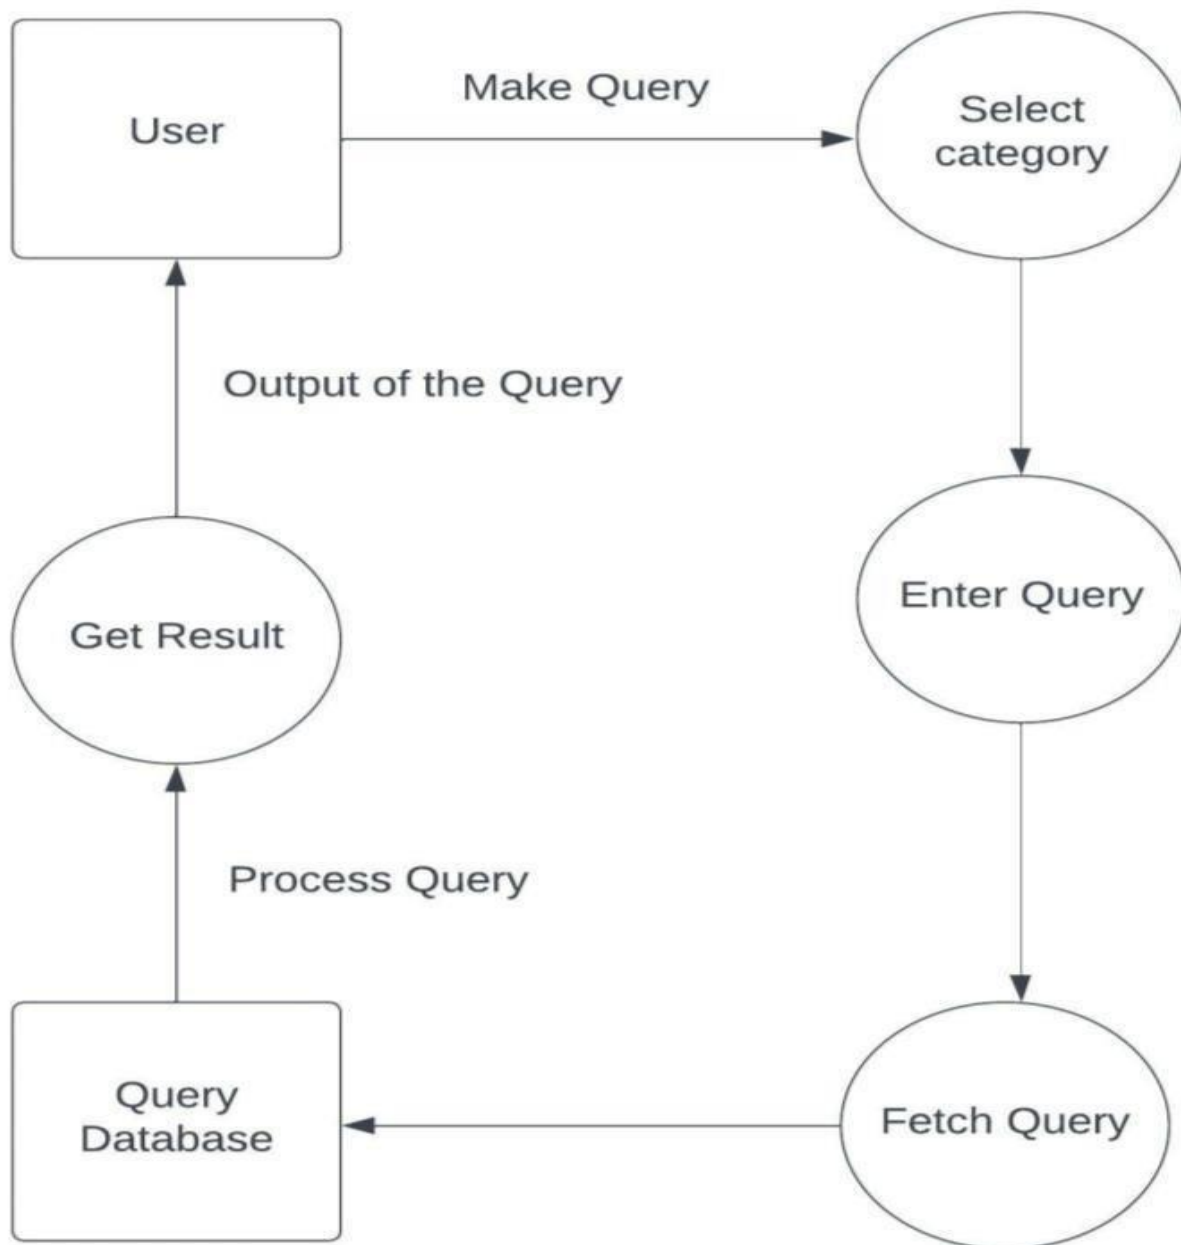 User
Make Query
Select
category
Output of the Query
Enter Query
Get Result
Process Query
Query
Database
Fetch Query